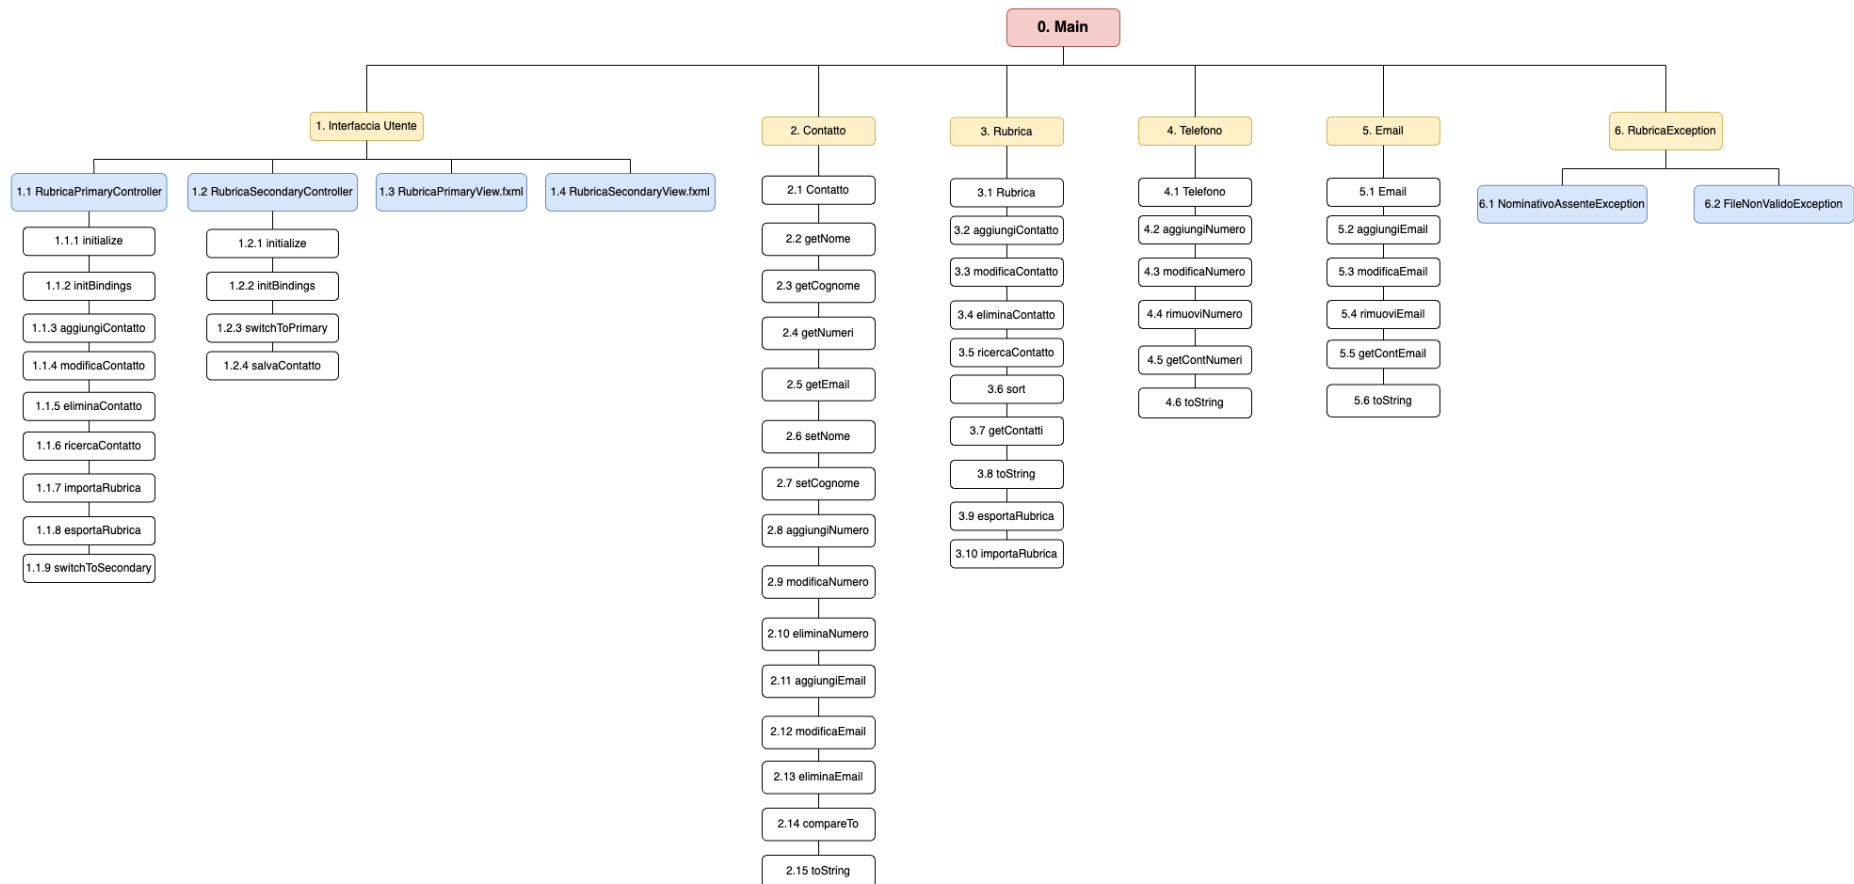 0. Main
1. Interfaccia Utente
2. Contatto
3. Rubrica
4. Telefono
5. Email
6. RubricaException
1.1 RubricaPrimaryController
1.2 RubricaSecondaryController
1.3 RubricaPrimaryView.fxml
1.4 RubricaSecondaryView.fxml
1.1.1 initialize
1.1.2 initBindings
1.1.3 aggiungiContatto
1.1.4 modificaContatto
1.1.5 eliminaContatto
1.1.6 ricercaContatto
1.1.7 importaRubrica
1.1.8 esportaRubrica
1.1.9 switchToSecondary
1.2.1 initialize
1.2.2 initBindings
1.2.3 switchToPrimary
1.2.4 salvaContatto
2.1 Contatto
2.2 getNome
2.3 getCognome
2.4 getNumeri
2.5 getEmail
2.6 setNome
2.7 setCognome
2.8 aggiungiNumero
2.9 modificaNumero
2.10 eliminaNumero
2.11 aggiungiEmail
2.12 modificaEmail
2.13 eliminaEmail
2.14 compareTo
2.15 toString
3.1 Rubrica
3.2 aggiungiContatto
3.3 modificaContatto
3.4 eliminaContatto
3.5 ricercaContatto
3.6 sort
3.7 getContatti
3.8 toString
3.9 esportaRubrica
3.10 importaRubrica
4.1 Telefono
4.2 aggiungiNumero
4.3 modificaNumero
4.4 rimuoviNumero
4.5 getContNumeri
4.6 toString
5.1 Email
5.2 aggiungiEmail
5.3 modificaEmail
5.4 rimuoviEmail
5.5 getContEmail
5.6 toString
6.1 NominativoAssenteException
6.2 FileNonValidoException